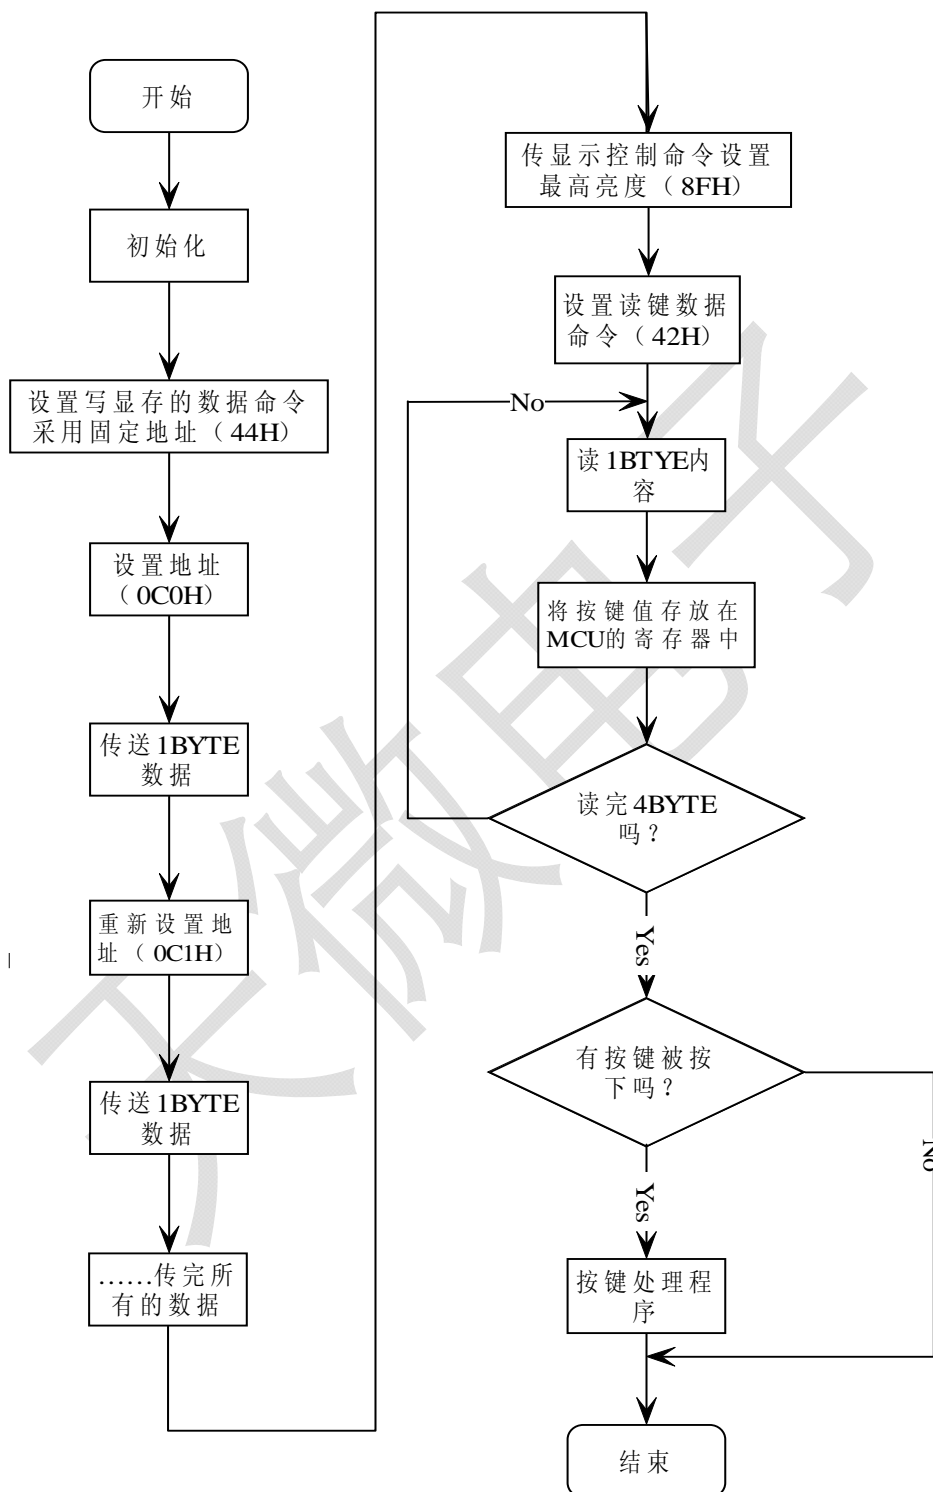 开始
初始化
设置写显存的数据命令
采用固定地址（44H）
设置地址
（0C0H）
传送1BYTE
数据
重新设置地
址（0C1H）
传送1BYTE
数据
……传完所
有的数据
传显示控制命令设置
最高亮度（8FH）
设置读键数据
命令（42H）
No
读1BTYE内
容
将按键值存放在
MCU的寄存器中
读完4BYTE
吗？
Yes
有按键被按
下吗？
No
Yes
按键处理程
序
结束
天微电子